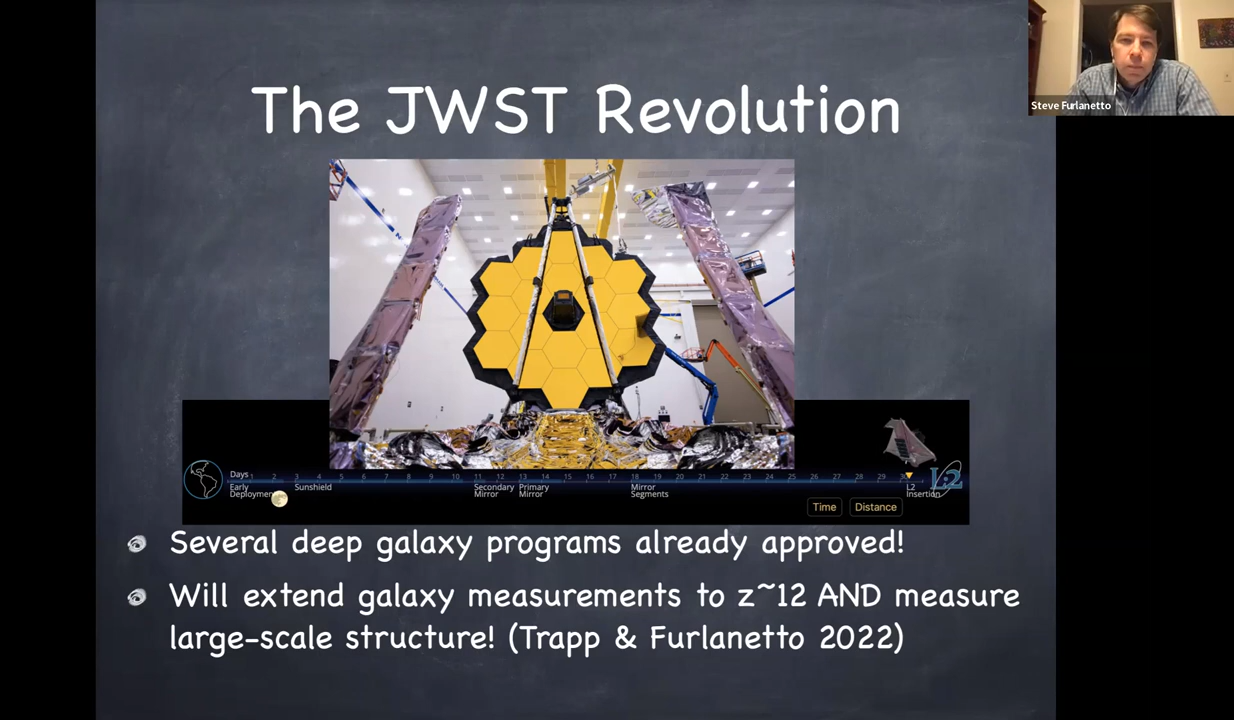 The JWST Revolution
Steve Furlanetto
Days 1 2 3 4 5 6 7 8 9 10 11 12 13 14 15 16 17 18 19 20 21 22 23 24 25 26 27 28 29
Early
Deploymen
Sunshield
Secondary
Mirror
Primary
Mirror
Mirror
Segments
L2
Insertion
L2
Time
Distance
Several deep galaxy programs already approved!
Will extend galaxy measurements to z~12 AND measure
large-scale structure! (Trapp & Furlanetto 2022)